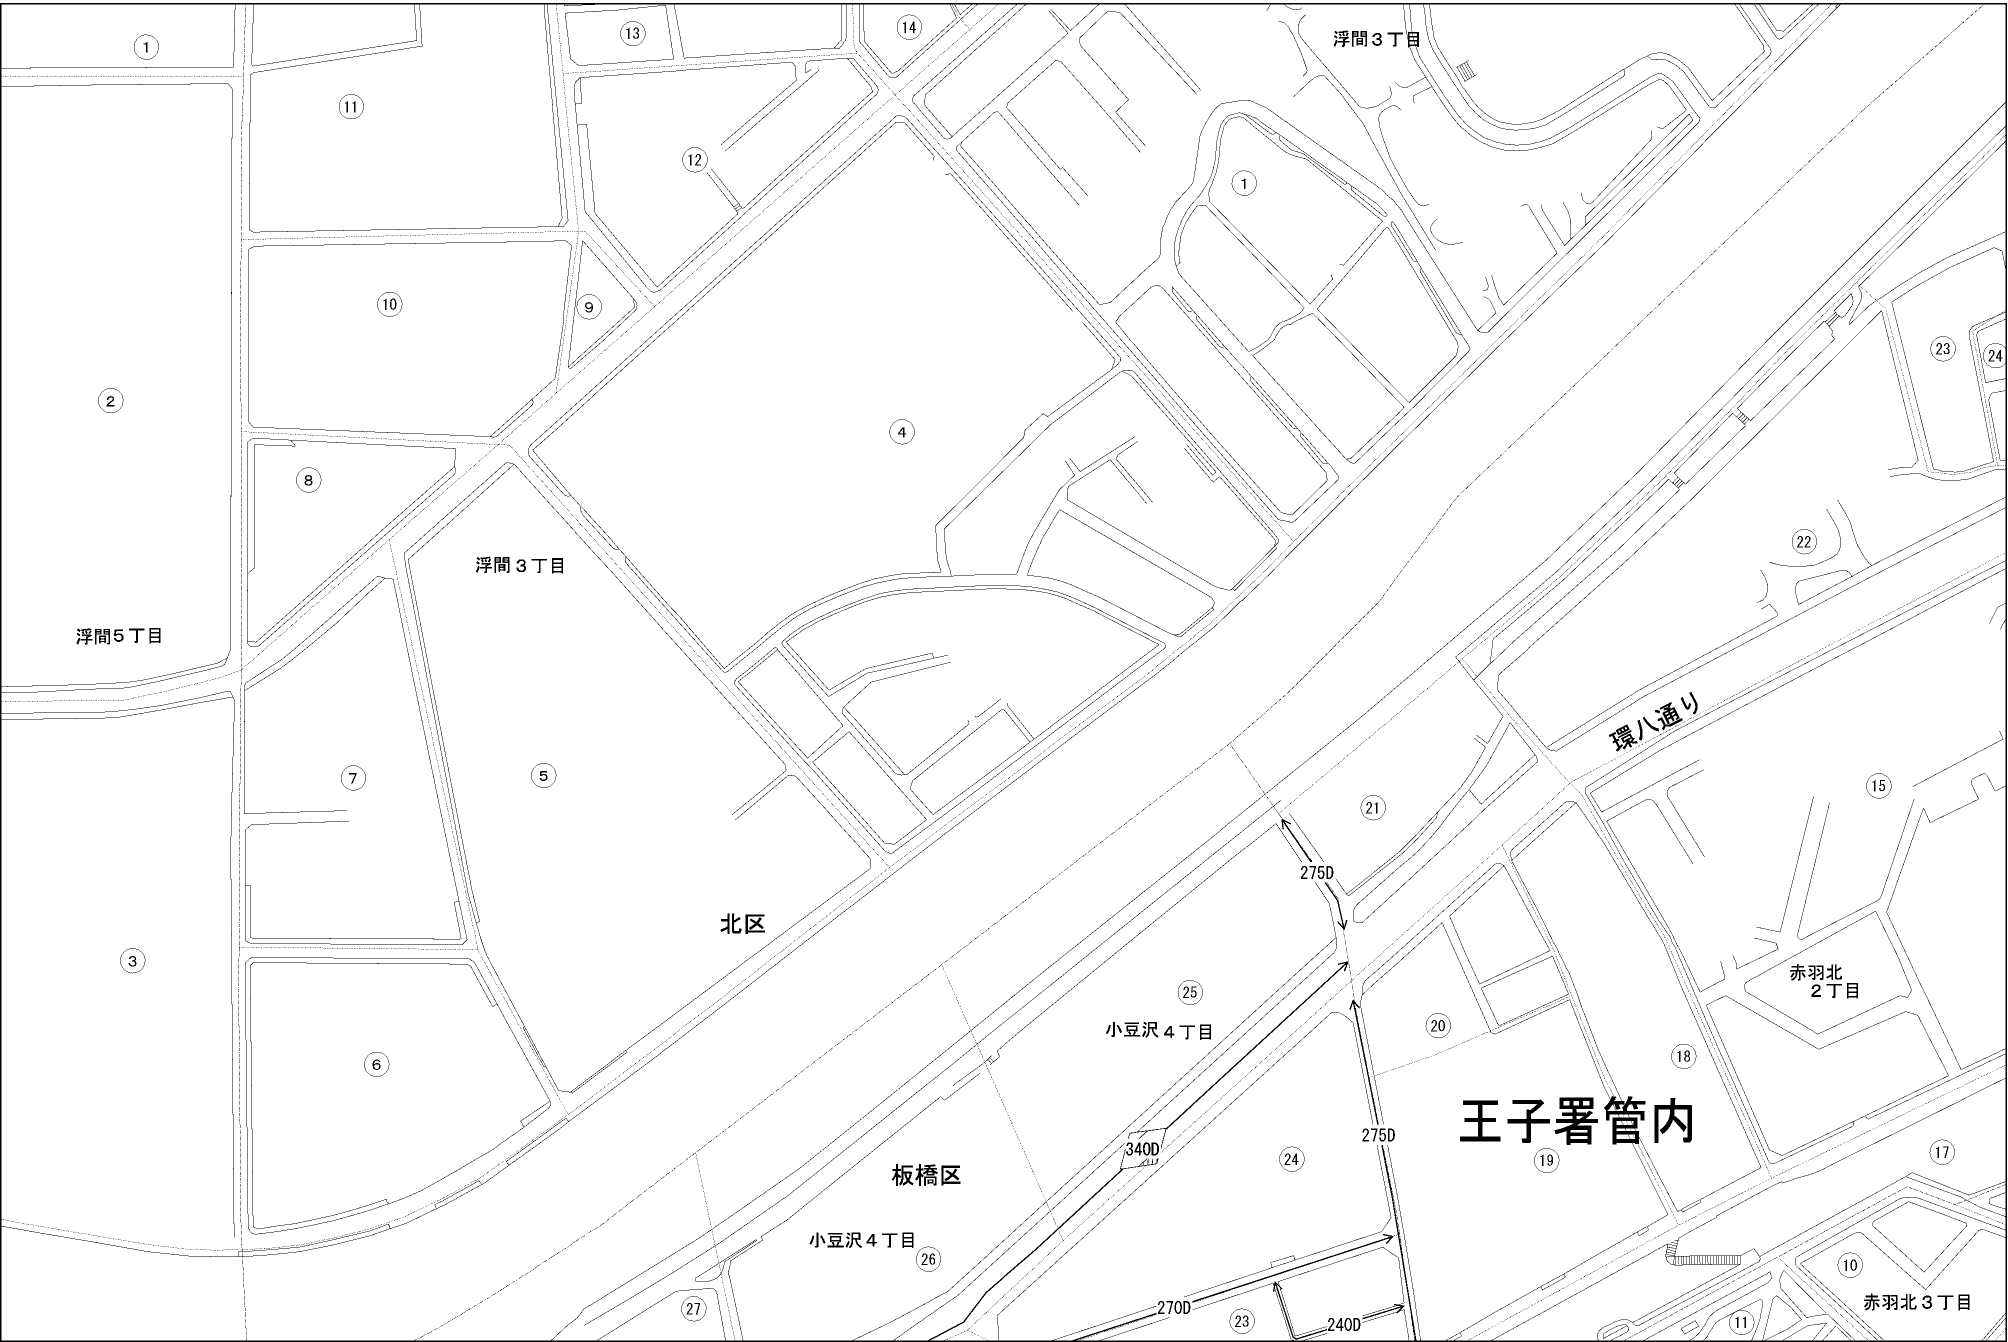 ①
⑪
⑬
⑭
浮間３丁目
⑫
①
②
⑩
⑨
④
㉓
㉔
⑧
浮間３丁目
㉒
浮間５丁目
環八通り
⑦
⑤
㉑
⑮
275D
北区
③
㉕
小豆沢４丁目
赤羽北
２丁目
⑳
⑥
⑱
王子署管内
340D
275D
㉔
⑲
⑰
板橋区
小豆沢４丁目
㉖
⑩
㉗
270D
㉓
240D
⑪
赤羽北３丁目